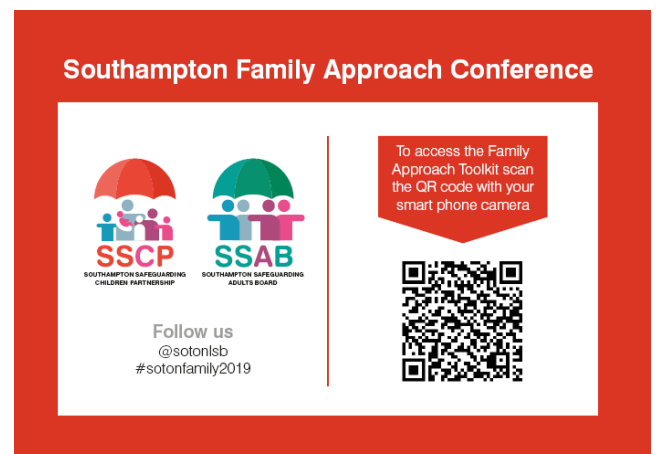 Southampton Family Approach Conference
SSCP
SOUTHAMPTON SAFEGUARDING
CHILDREN PARTNERSHIP
SSAB
SOUTHAMPTON SAFEGUARDING
ADULTS BOARD
Follow us
@sotonlsb
#sotonfamily2019
To access the Family
Approach Toolkit scan
the QR code with your
smart phone camera